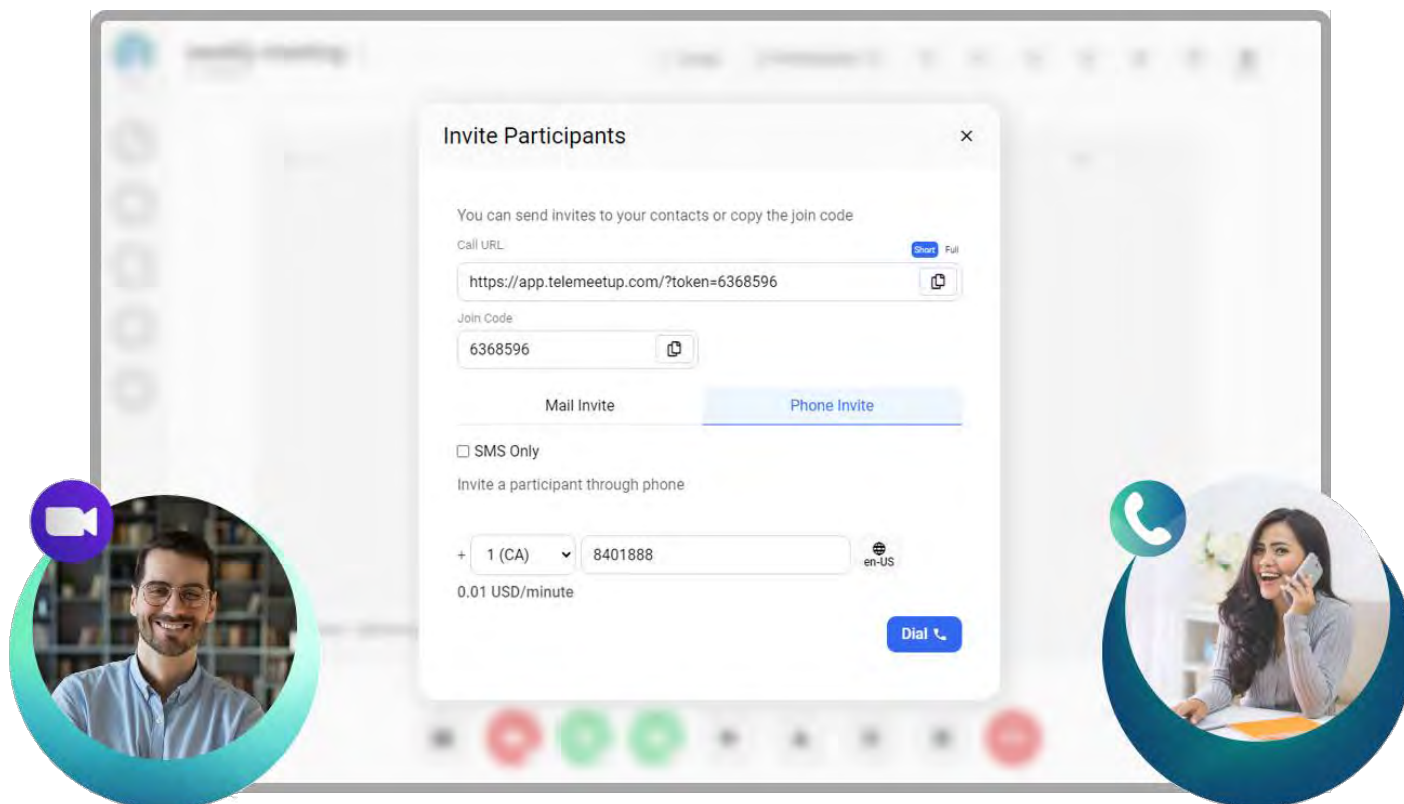 Invite Participants
You can send invites to your contacts or copy the join code
Call URL
Short Full
https://app.telemeetup.com/?token=6368596
Join Code
6368596
Mail Invite Phone Invite
SMS Only
Invite a participant through phone
+ 1 (CA) 8401888 en-US
0.01 USD/minute
Dial